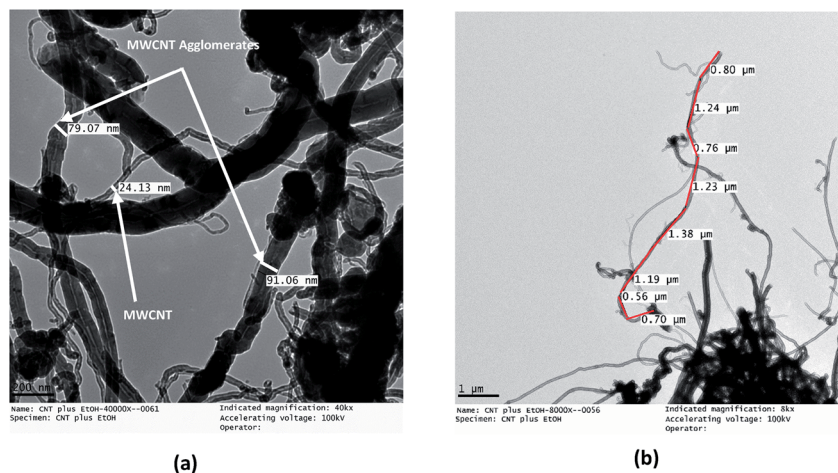 MWCNT Agglomerates
79.07 nm
24.13 nm
91.06 nm
MWCNT
200 nm
Name: CNT plus EtOH-40000X--0061
Specimen: CNT plus EtOH
Indicated magnification: 40kx
Accelerating voltage: 100kV
Operator:
(a)
0.80 µm
1.24 µm
0.76 µm
1.23 µm
1.38 µm
1.19 µm
0.56 µm
0.70 µm
1 µm
Name: CNT plus EtOH-8000X--0056
Specimen: CNT plus EtOH
Indicated magnification: 8kx
Accelerating voltage: 100kV
Operator:
(b)